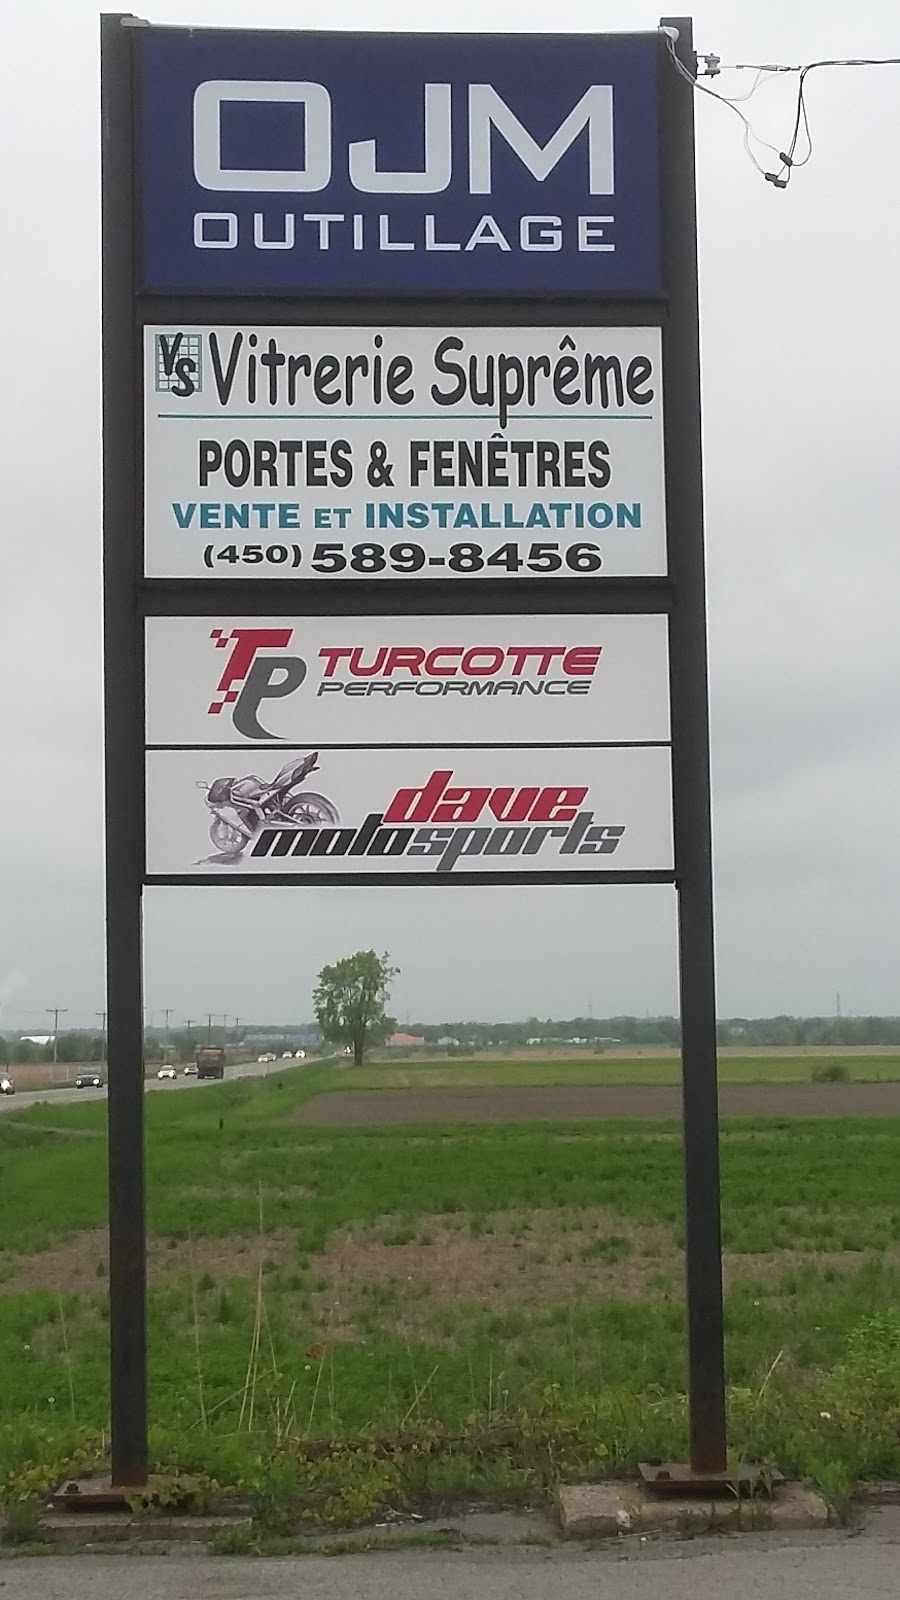 OJM
OUTILLAGE
VS Vitrerie Suprême
PORTES & FENÊTRES
VENTE ET INSTALLATION
(450) 589-8456
TP TURCOTTE
PERFORMANCE
dave
motosports